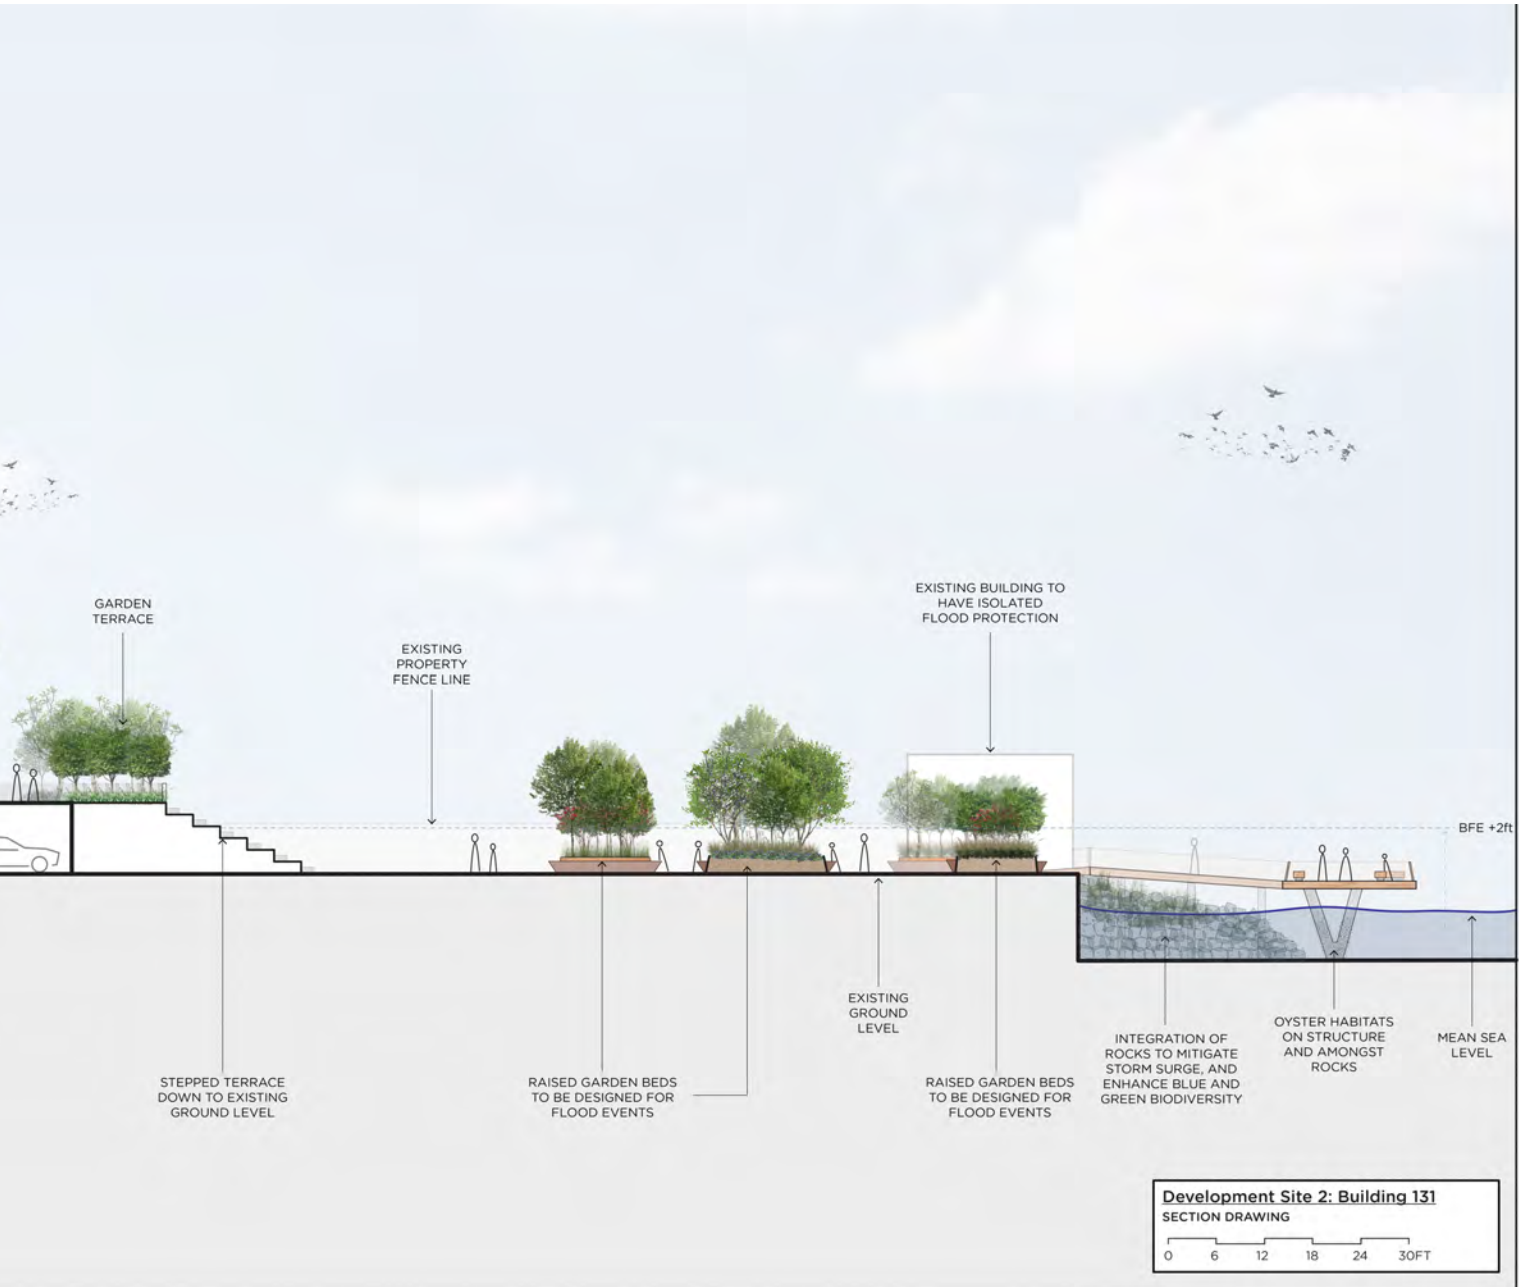 EXISTING BUILDING TO
HAVE ISOLATED
FLOOD PROTECTION
GARDEN
TERRACE
EXISTING
PROPERTY
FENCE LINE
BFE +2ft
EXISTING
GROUND
LEVEL
OYSTER HABITATS
ON STRUCTURE
AND AMONGST
ROCKS
MEAN SEA
LEVEL
INTEGRATION OF
ROCKS TO MITIGATE
STORM SURGE, AND
ENHANCE BLUE AND
GREEN BIODIVERSITY
STEPPED TERRACE
DOWN TO EXISTING
GROUND LEVEL
RAISED GARDEN BEDS
TO BE DESIGNED FOR
FLOOD EVENTS
RAISED GARDEN BEDS
TO BE DESIGNED FOR
FLOOD EVENTS
Development Site 2: Building 131
SECTION DRAWING
0 6 12 18 24 30FT